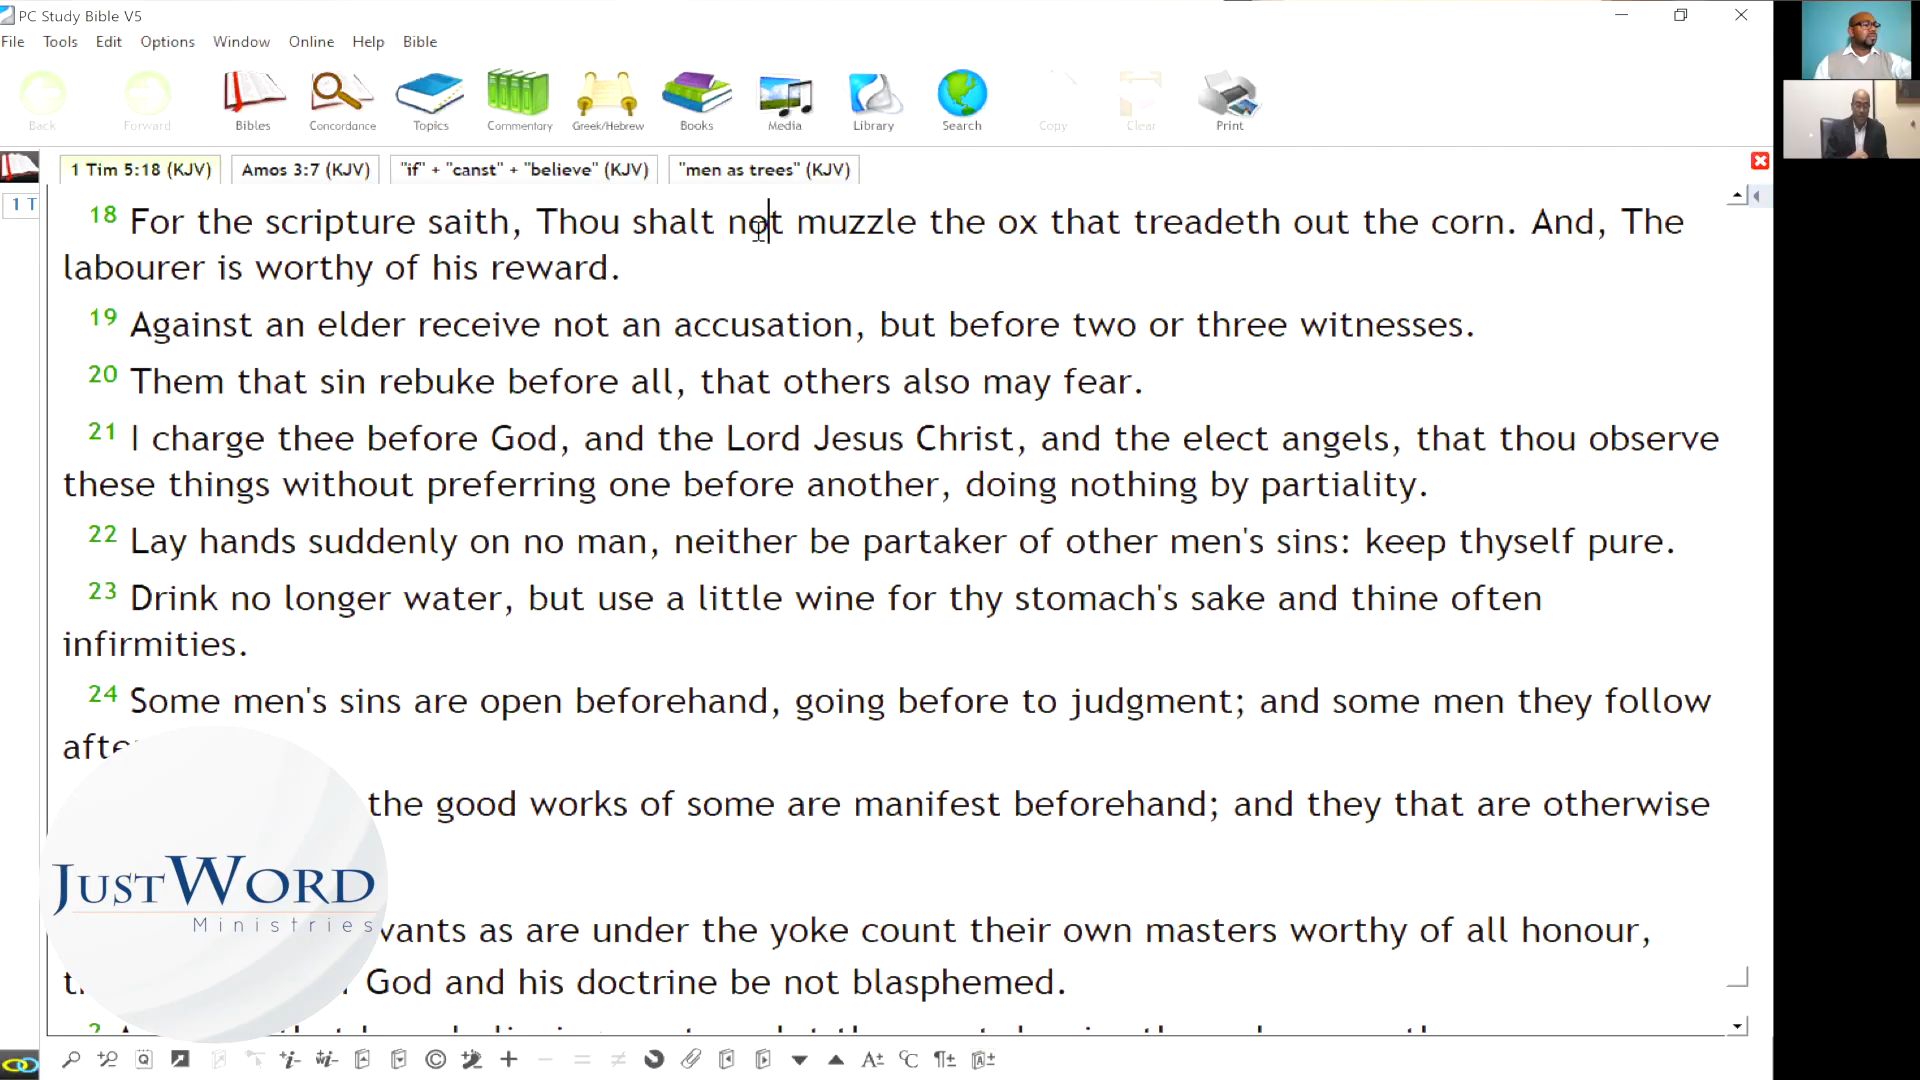 PC Study Bible V5
File Tools Edit Options Window Online Help Bible
Back Forward Bibles Concordance Topics Commentary Greek/Hebrew Books Media Library Search Copy Clear Print
1 Tim 5:18 (KJV) Amos 3:7 (KJV) "if" + "canst" + "believe" (KJV) "men as trees" (KJV)
1 T
18 For the scripture saith, Thou shalt not muzzle the ox that treadeth out the corn. And, The
labourer is worthy of his reward.
19 Against an elder receive not an accusation, but before two or three witnesses.
20 Them that sin rebuke before all, that others also may fear.
21 I charge thee before God, and the Lord Jesus Christ, and the elect angels, that thou observe
these things without preferring one before another, doing nothing by partiality.
22 Lay hands suddenly on no man, neither be partaker of other men's sins: keep thyself pure.
23 Drink no longer water, but use a little wine for thy stomach's sake and thine often
infirmities.
24 Some men's sins are open beforehand, going before to judgment; and some men they follow
after
the good works of some are manifest beforehand; and they that are otherwise
JUSTWORD
Ministries
vants as are under the yoke count their own masters worthy of all honour,
God and his doctrine be not blasphemed.